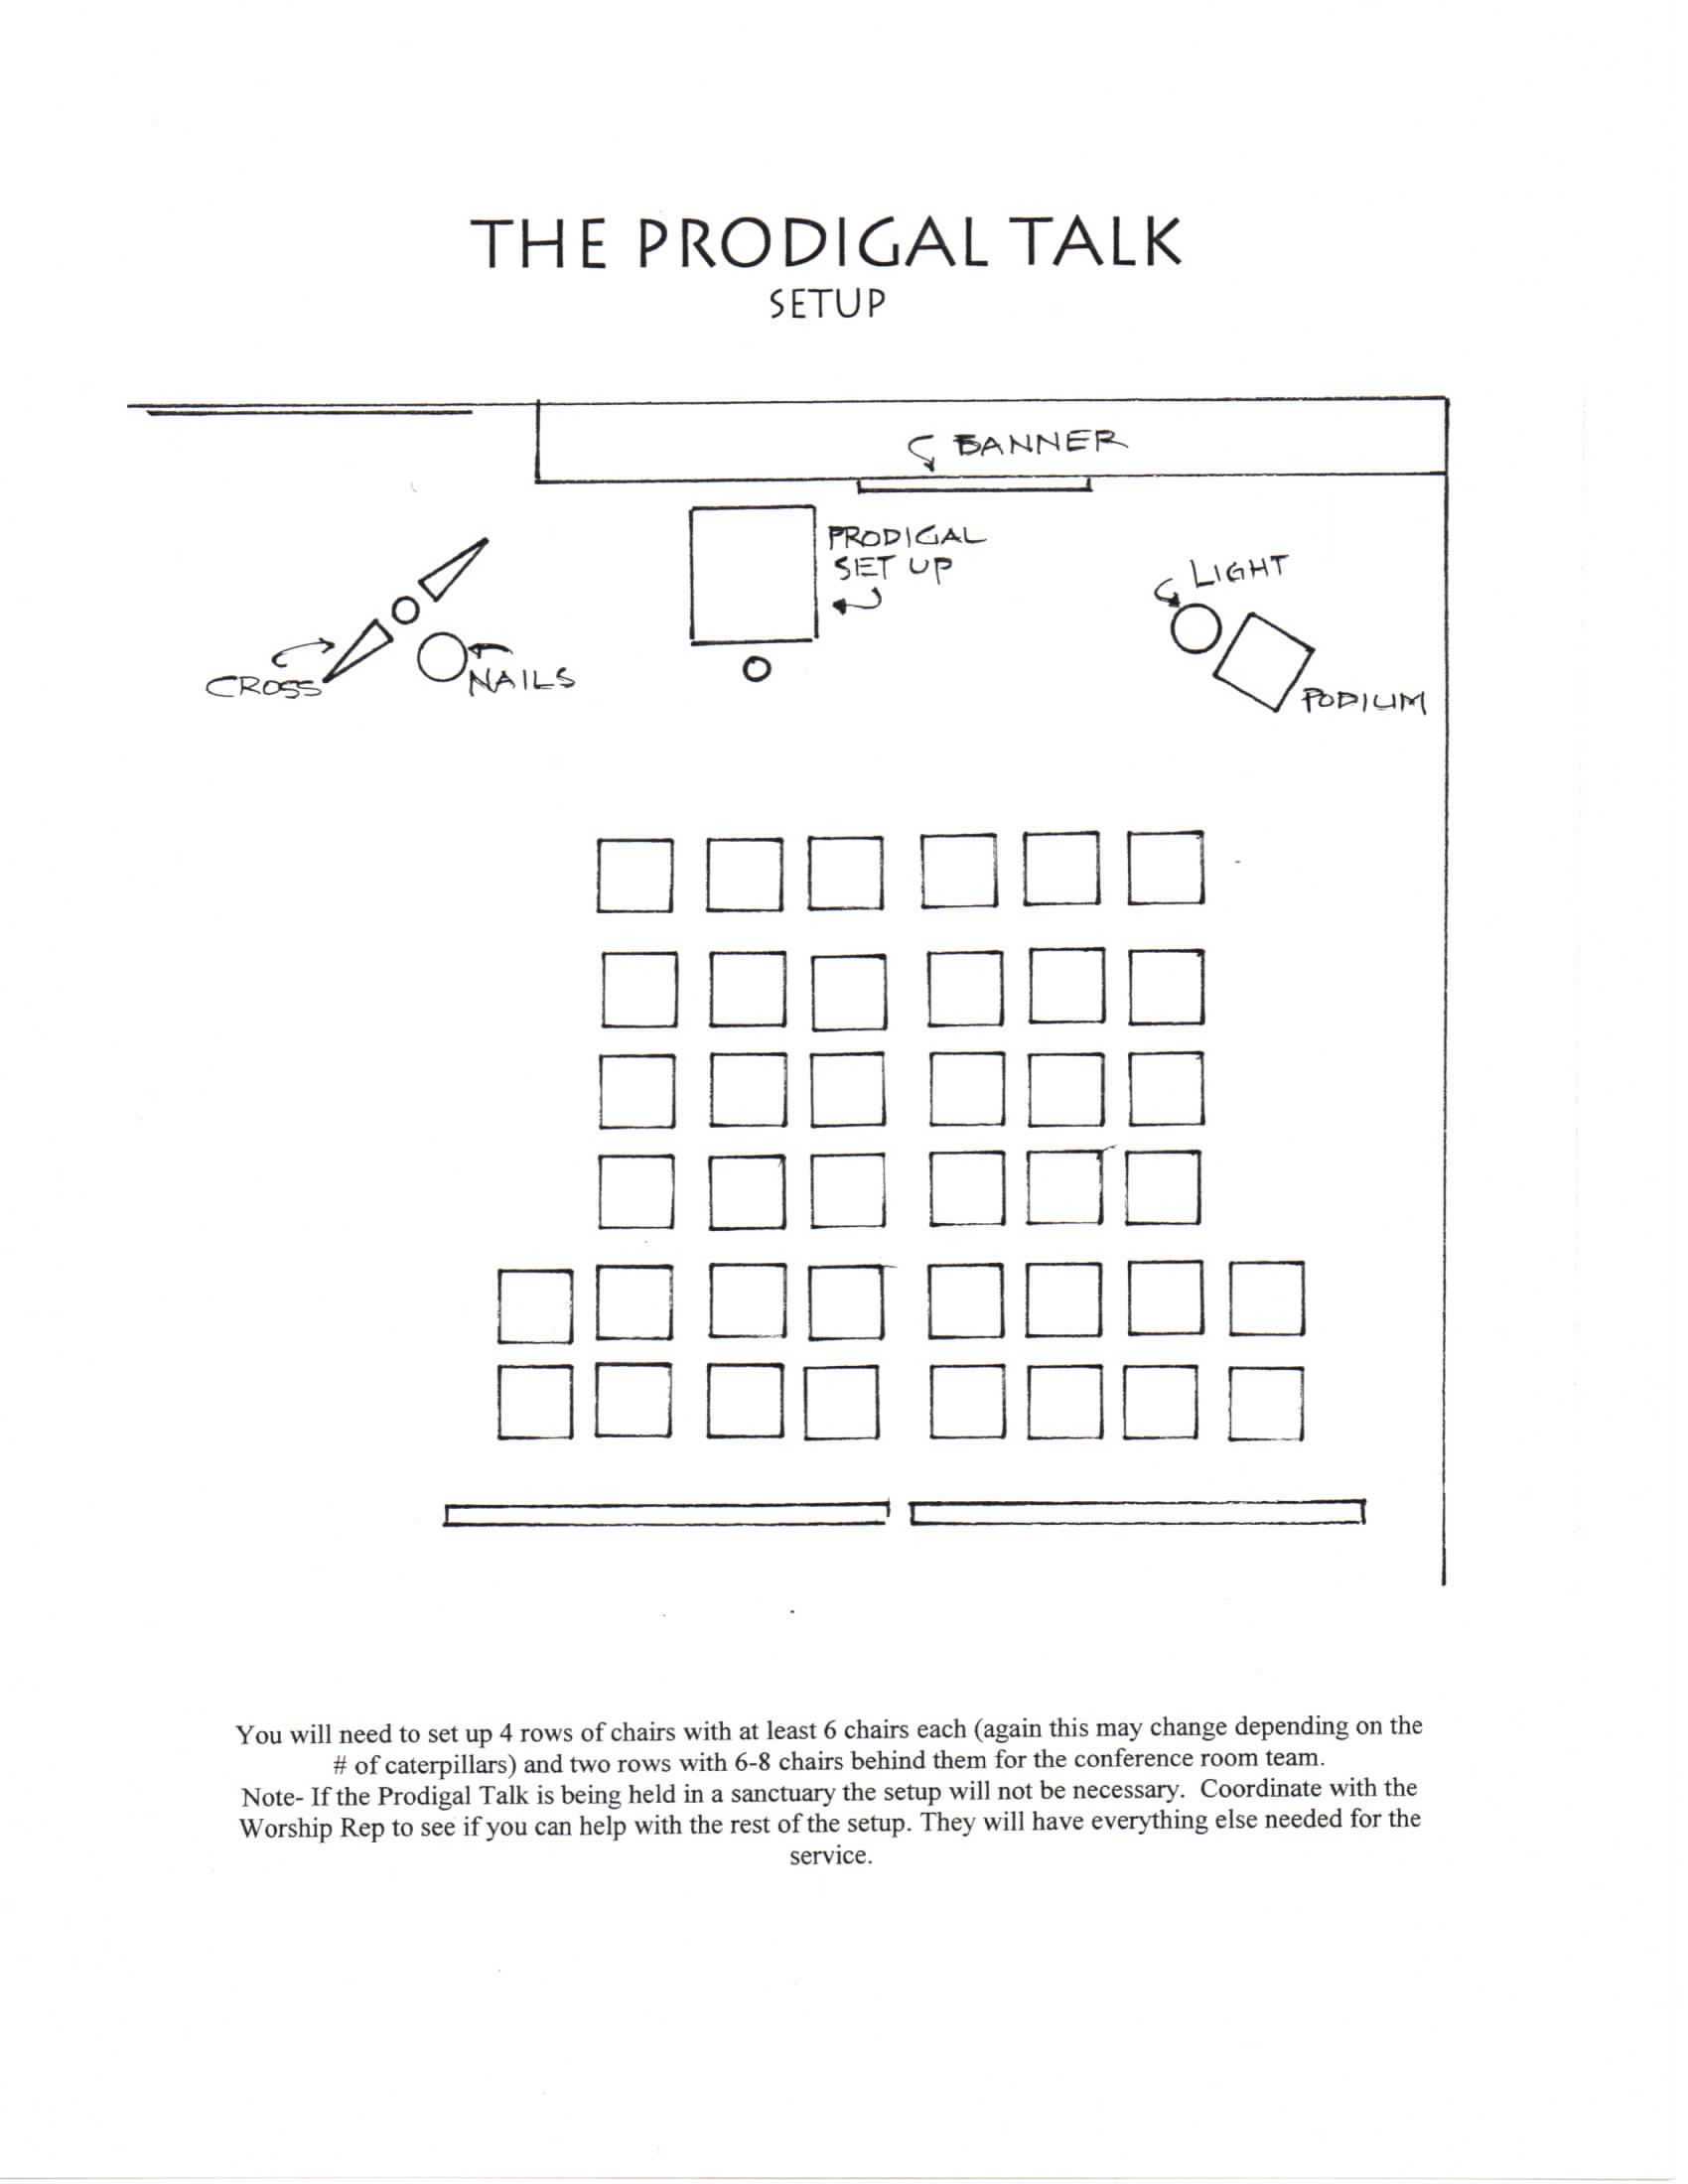 THE PRODIGAL TALK
SETUP
BANNER
PRODIGAL
SET UP
LIGHT
CROSS
NAILS
PODIUM
You will need to set up 4 rows of chairs with at least 6 chairs each (again this may change depending on the
# of caterpillars) and two rows with 6-8 chairs behind them for the conference room team.
Note- If the Prodigal Talk is being held in a sanctuary the setup will not be necessary.  Coordinate with the
Worship Rep to see if you can help with the rest of the setup. They will have everything else needed for the
service.